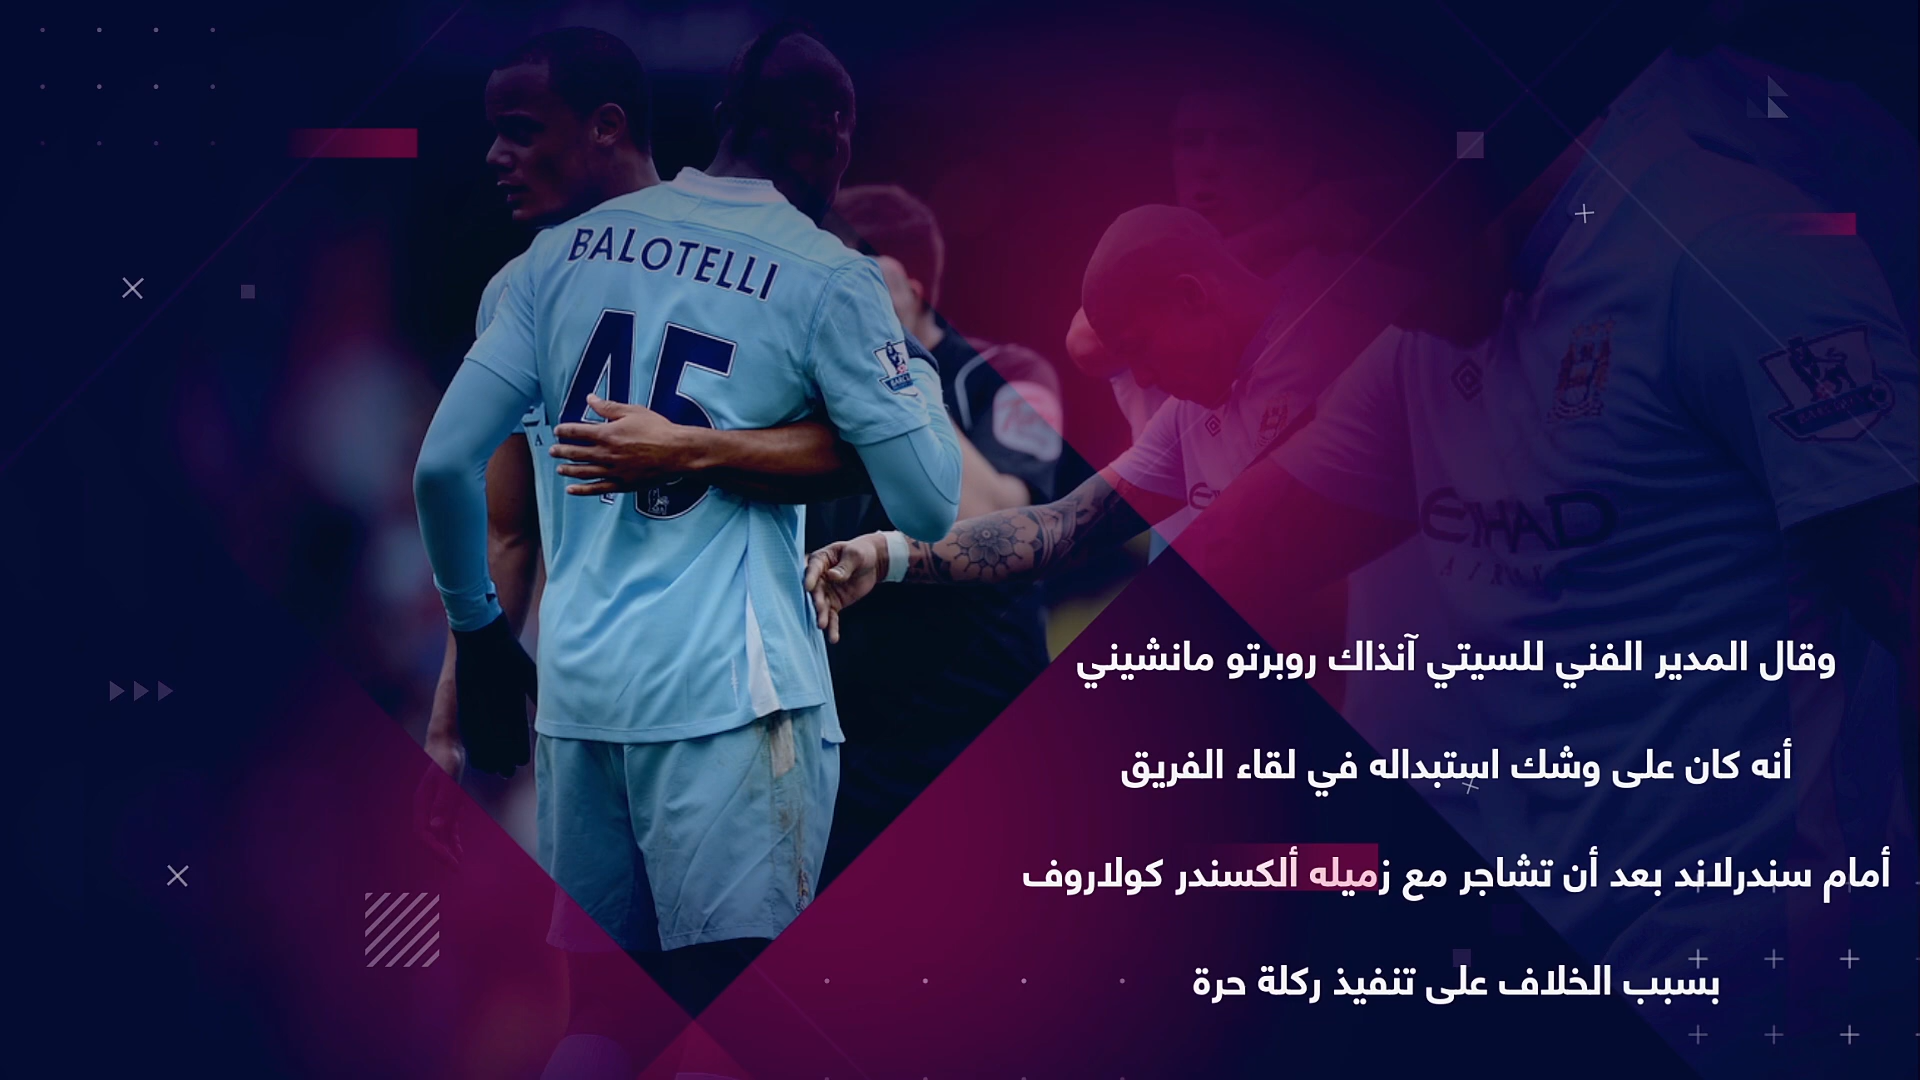 BALOTELLI
45
ETIHAD
وقال المدير الفني للسيتي آنذاك روبرتو مانشيني
أنه كان على وشك استبداله في لقاء الفريق
أمام سندرلاند بعد أن تشاجر مع زميله ألكسندر كولاروف
بسبب الخلاف على تنفيذ ركلة حرة